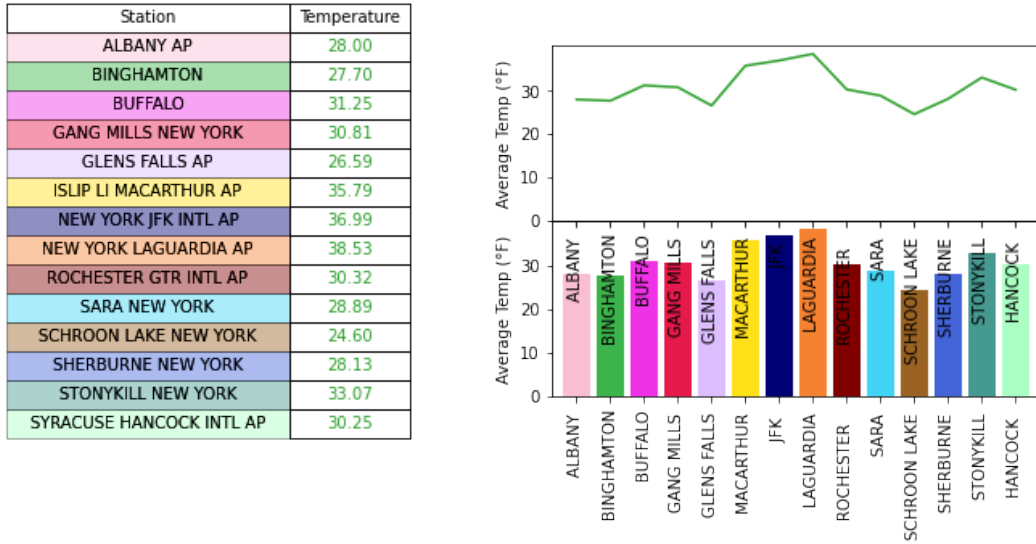 Station Temperature
ALBANY AP 28.00
BINGHAMTON 27.70
BUFFALO 31.25
GANG MILLS NEW YORK 30.81
GLENS FALLS AP 26.59
ISLIP LI MACARTHUR AP 35.79
NEW YORK JFK INTL AP 36.99
NEW YORK LAGUARDIA AP 38.53
ROCHESTER GTR INTL AP 30.32
SARA NEW YORK 28.89
SCHROON LAKE NEW YORK 24.60
SHERBURNE NEW YORK 28.13
STONYKILL NEW YORK 33.07
SYRACUSE HANCOCK INTL AP 30.25
Average Temp (°F)
30
20
10
0
ALBANY
BINGHAMTON
BUFFALO
GANG MILLS
GLENS FALLS
MACARTHUR
JFK
LAGUARDIA
ROCHESTER
SARA
SCHROON LAKE
SHERBURNE
STONYKILL
HANCOCK
Average Temp (°F)
30
20
10
0
ALBANY
BINGHAMTON
BUFFALO
GANG MILLS
GLENS FALLS
MACARTHUR
JFK
LAGUARDIA
ROCHESTER
SARA
SCHROON LAKE
SHERBURNE
STONYKILL
HANCOCK